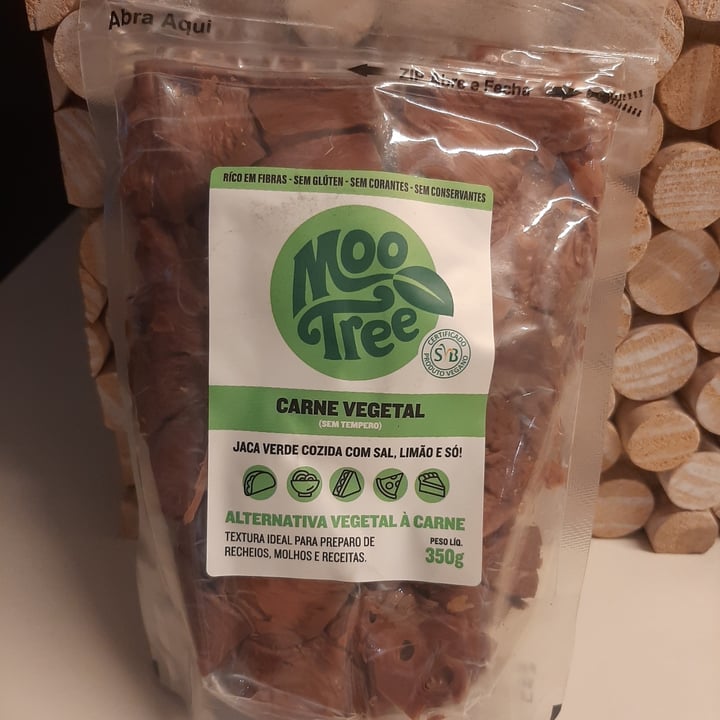 Abra Aqui
ZIP Abre e Fecha
RÍCO EM FIBRAS - SEM GLÚTEN - SEM CORANTES - SEM CONSERVANTES
Moo
Tree
CERTIFICADO
SVB
PRODUTO VEGANO
CARNE VEGETAL
(SEM TEMPERO)
JACA VERDE COZIDA COM SAL, LIMÃO E SÓ!
ALTERNATIVA VEGETAL À CARNE
TEXTURA IDEAL PARA PREPARO DE
RECHEIOS, MOLHOS E RECEITAS.
PESO LÍQ.
350g